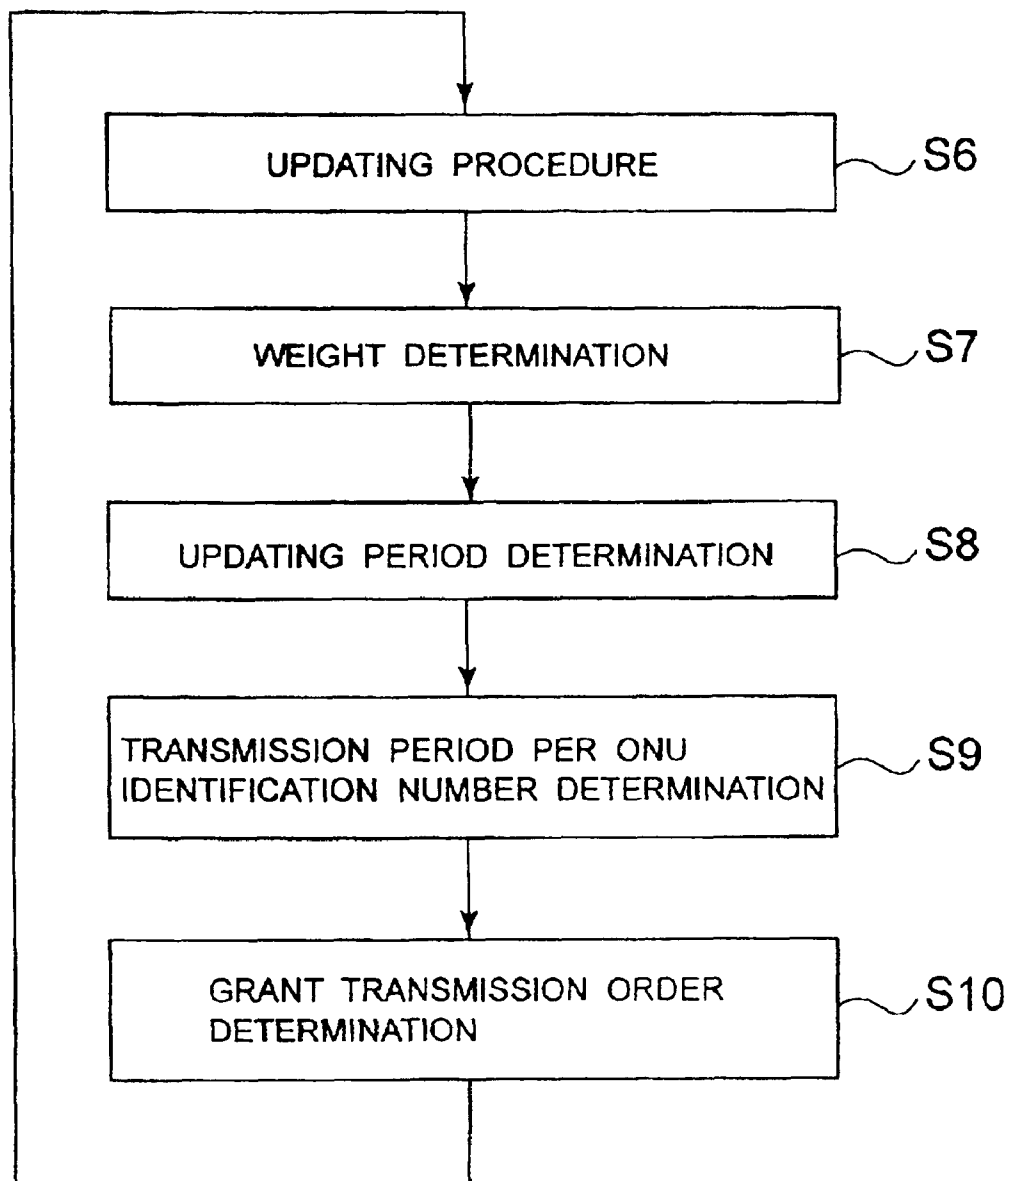 UPDATING PROCEDURE
S6
WEIGHT DETERMINATION
S7
UPDATING PERIOD DETERMINATION
S8
TRANSMISSION PERIOD PER ONU
IDENTIFICATION NUMBER DETERMINATION
S9
GRANT TRANSMISSION ORDER
DETERMINATION
S10